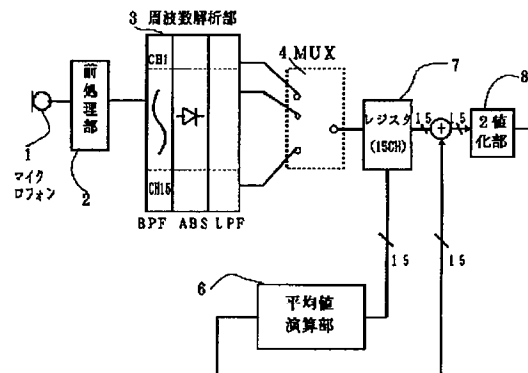 3 周波数解析部
CH1
CH15
BPF ABS LPF
前処理部
2
1
マイクロフォン
4 MUX
7
レジスタ
(15CH)
15
15
8
2値化部
15
15
6
平均値
演算部